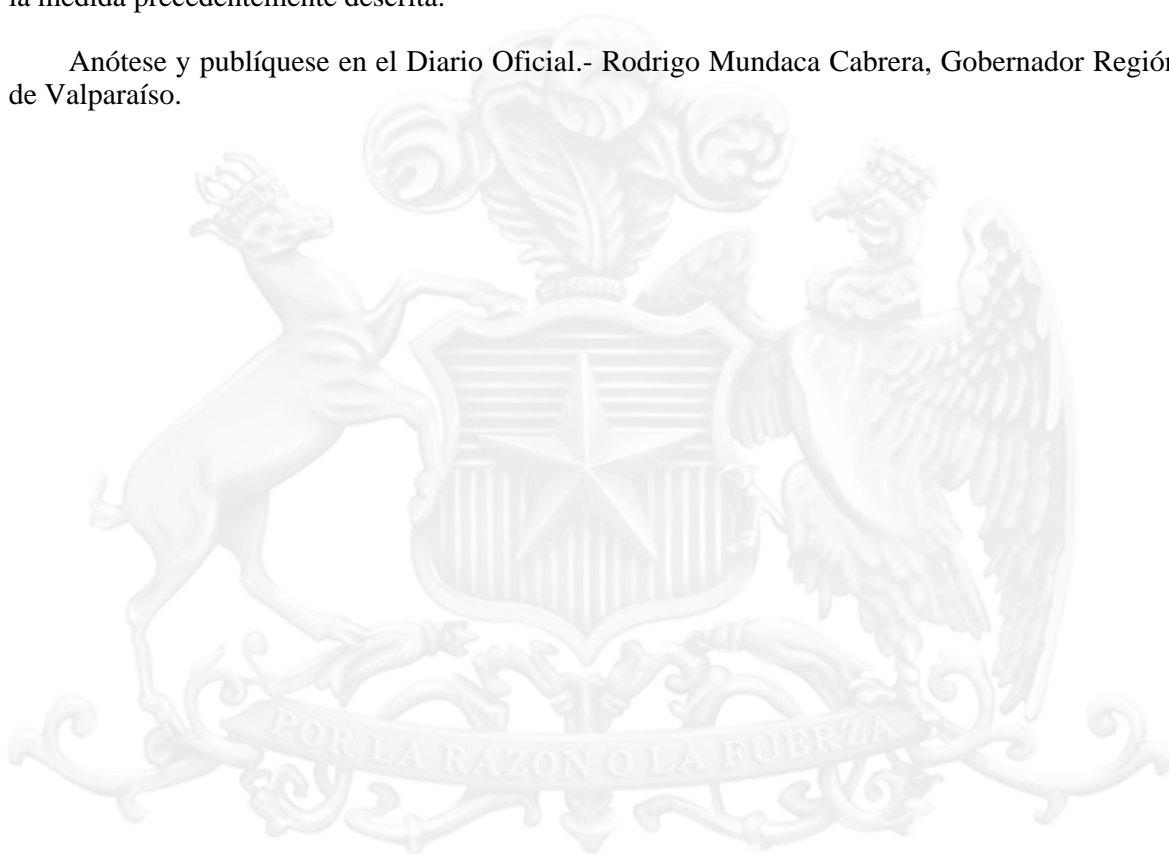 la medida precedentemente descrita.
Anótese y publíquese en el Diario Oficial.- Rodrigo Mundaca Cabrera, Gobernador Región
de Valparaíso.
POR LA RAZON O LA FUERZA